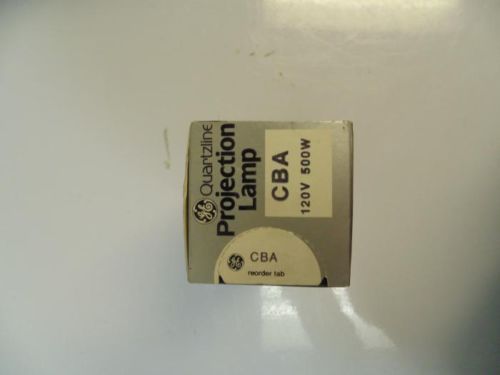 GE Quartzline
Projection
Lamp
CBA
120V 500W
GE CBA
reorder tab